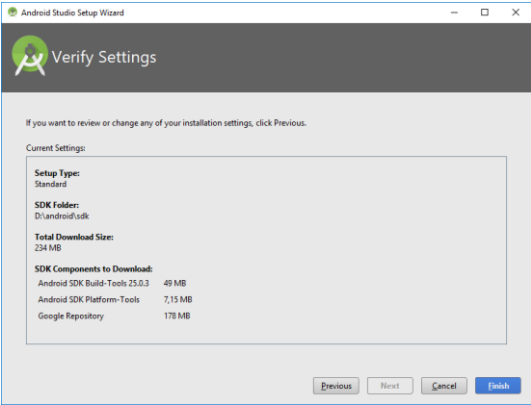 Android Studio Setup Wizard
Verify Settings
If you want to review or change any of your installation settings, click Previous.
Current Settings:
Setup Type:
Standard
SDK Folder:
D:\android\sdk
Total Download Size:
234 MB
SDK Components to Download:
Android SDK Build-Tools 25.0.3 49 MB
Android SDK Platform-Tools 7,15 MB
Google Repository 178 MB
Previous Next Cancel Finish